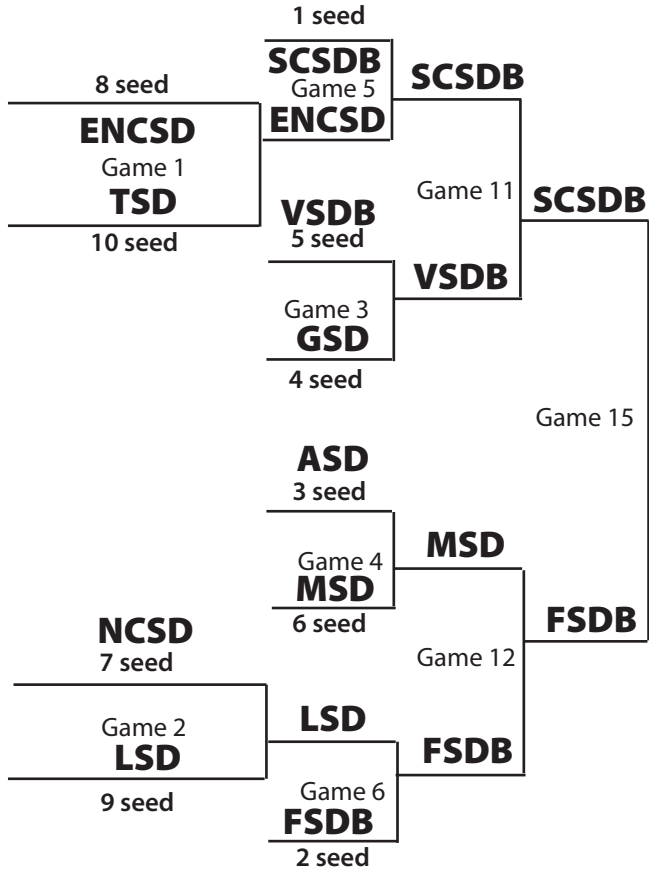 1 seed
SCSDB
Game 5
ENCSD
SCSDB
8 seed
ENCSD
Game 1
TSD
10 seed
Game 11
SCSDB
VSDB
5 seed
VSDB
Game 3
GSD
4 seed
Game 15
ASD
3 seed
MSD
Game 4
MSD
6 seed
FSDB
NCSD
7 seed
Game 12
Game 2
LSD
9 seed
LSD
FSDB
Game 6
FSDB
2 seed